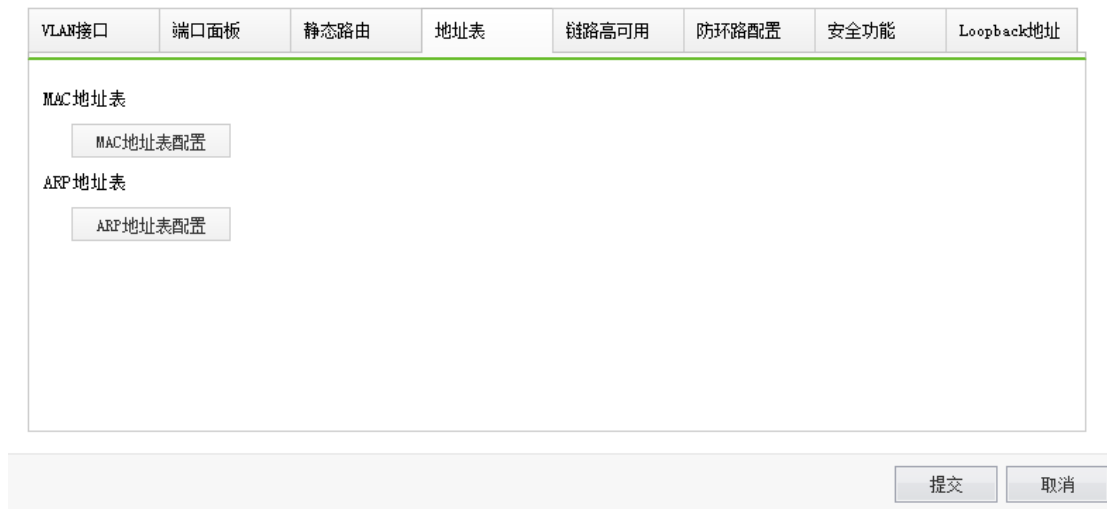 VLAN接口 端口面板 静态路由 地址表 链路高可用 防环路配置 安全功能 Loopback地址
MAC地址表
MAC地址表配置
ARP地址表
ARP地址表配置
提交 取消